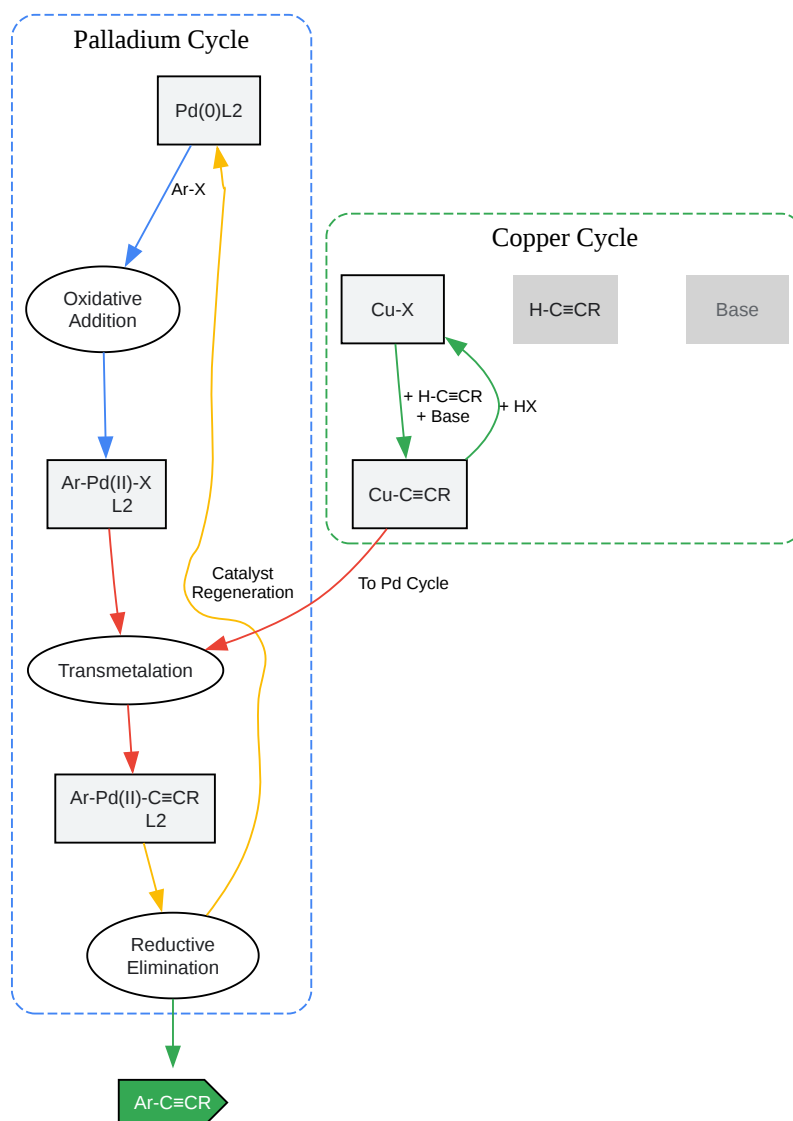 Palladium Cycle
Pd(0)L2
Ar-X
Oxidative
Addition
Ar-Pd(II)-X
L2
Catalyst
Regeneration
Transmetalation
Ar-Pd(II)-C≡CR
L2
Reductive
Elimination
Ar-C≡CR
Copper Cycle
Cu-X
H-C≡CR
Base
+ H-C≡CR
+ Base
+ HX
Cu-C≡CR
To Pd Cycle